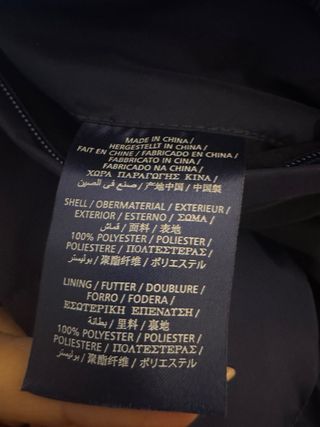 MADE IN CHINA /
HERGESTELLT IN CHINA /
FAIT EN CHINE / FABRICADO EN CHINA /
FABBRICATO IN CINA /
FABRICADO NA CHINA /
ΧΩΡΑ ΠΑΡΑΓΩΓΗΣ ΚΙΝΑ /
صنع في الصين / 产地中国 / 中国製
SHELL / OBERMATERIAL / EXTERIEUR /
EXTERIOR / ESTERNO / ΣΩΜΑ /
قماش / 面料 / 表地
100% POLYESTER / POLIESTER /
POLIESTERE / ΠΟΛΥΕΣΤΕΡΑΣ /
بوليستر / 聚酯纤维 / ポリエステル
LINING / FUTTER / DOUBLURE /
FORRO / FODERA /
ΕΣΩΤΕΡΙΚΗ ΕΠΕΝΔΥΣΗ /
بطانة / 里料 / 裏地
100% POLYESTER / POLIESTER /
POLIESTERE / ΠΟΛΥΕΣΤΕΡΑΣ /
بوليستر / 聚酯纤维 / ポリエステル